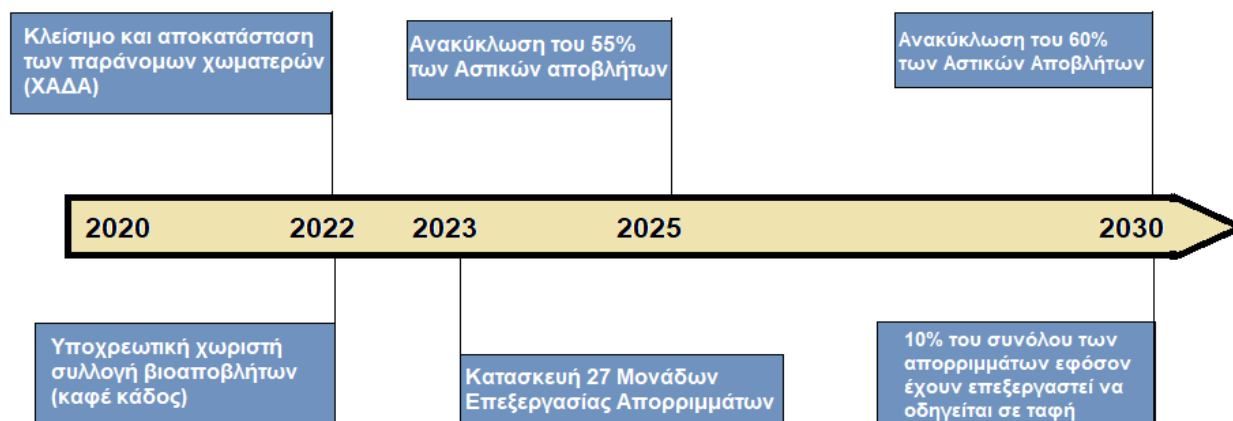 Κλείσιμο και αποκατάσταση
των παράνομων χωματερών
(ΧΑΔΑ)
Ανακύκλωση του 55%
των Αστικών αποβλήτων
Ανακύκλωση του 60%
των Αστικών Αποβλήτων
2020 2022 2023 2025 2030
Υποχρεωτική χωριστή
συλλογή βιοαποβλήτων
(καφέ κάδος)
Κατασκευή 27 Μονάδων
Επεξεργασίας Απορριμμάτων
10% του συνόλου των
απορριμμάτων εφόσον
έχουν επεξεργαστεί να
οδηγείται σε ταφή